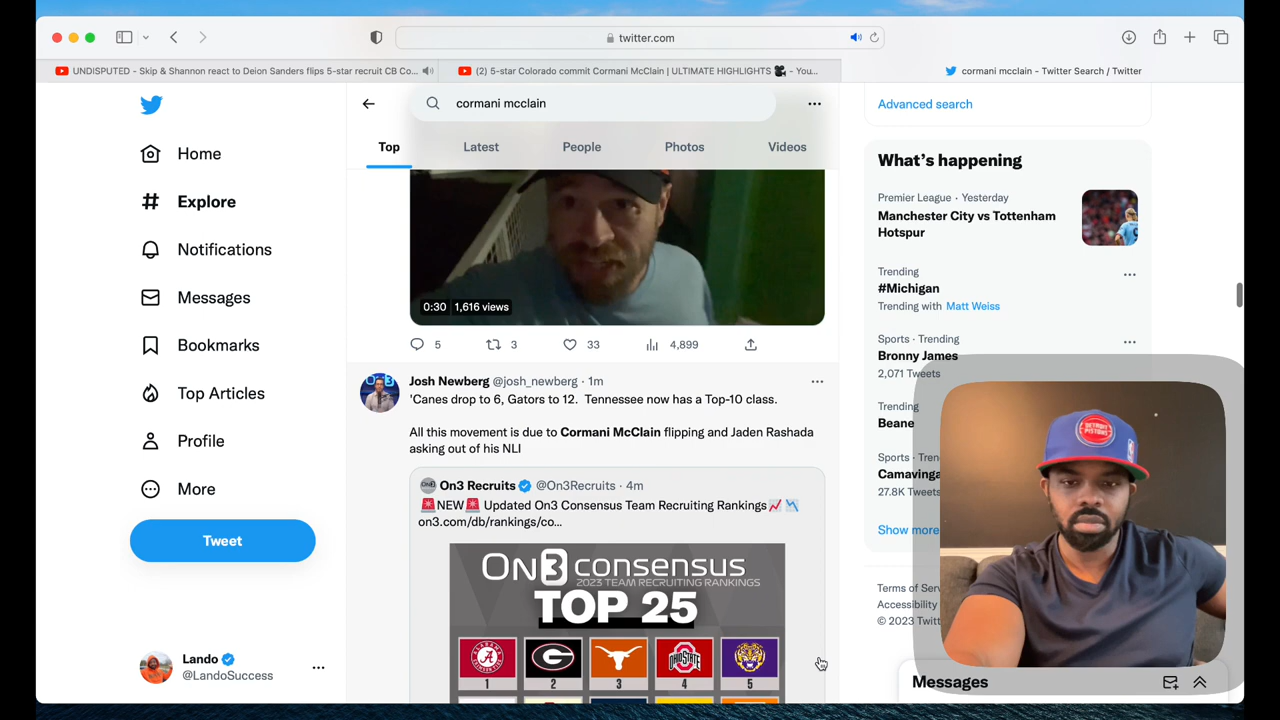 twitter.com
UNDISPUTED - Skip & Shannon react to Deion Sanders flips 5-star recruit CB Co...
(2) 5-star Colorado commit Cormani McClain | ULTIMATE HIGHLIGHTS 🎥 - You...
cormani mcclain - Twitter Search / Twitter
Home
Explore
Notifications
Messages
Bookmarks
Top Articles
Profile
More
Tweet
Lando
@LandoSuccess
cormani mcclain
Top
Latest
People
Photos
Videos
0:30
1,616 views
5
3
33
4,899
Josh Newberg @josh_newberg · 1m
'Canes drop to 6, Gators to 12. Tennessee now has a Top-10 class.
All this movement is due to Cormani McClain flipping and Jaden Rashada
asking out of his NLI
On3 Recruits @On3Recruits · 4m
🚨NEW🚨 Updated On3 Consensus Team Recruiting Rankings📈📉
on3.com/db/rankings/co...
On3 consensus
2023 TEAM RECRUITING RANKINGS
TOP 25
1
2
3
4
5
Advanced search
What's happening
Premier League · Yesterday
Manchester City vs Tottenham
Hotspur
Trending
#Michigan
Trending with Matt Weiss
Sports · Trending
Bronny James
2,071 Tweets
Trending
Beane
Sports · Tren
Camavinga
27.8K Tweets
Show more
Terms of Serv
Accessibility
© 2023 Twitt
DETROIT
PISTONS
Messages